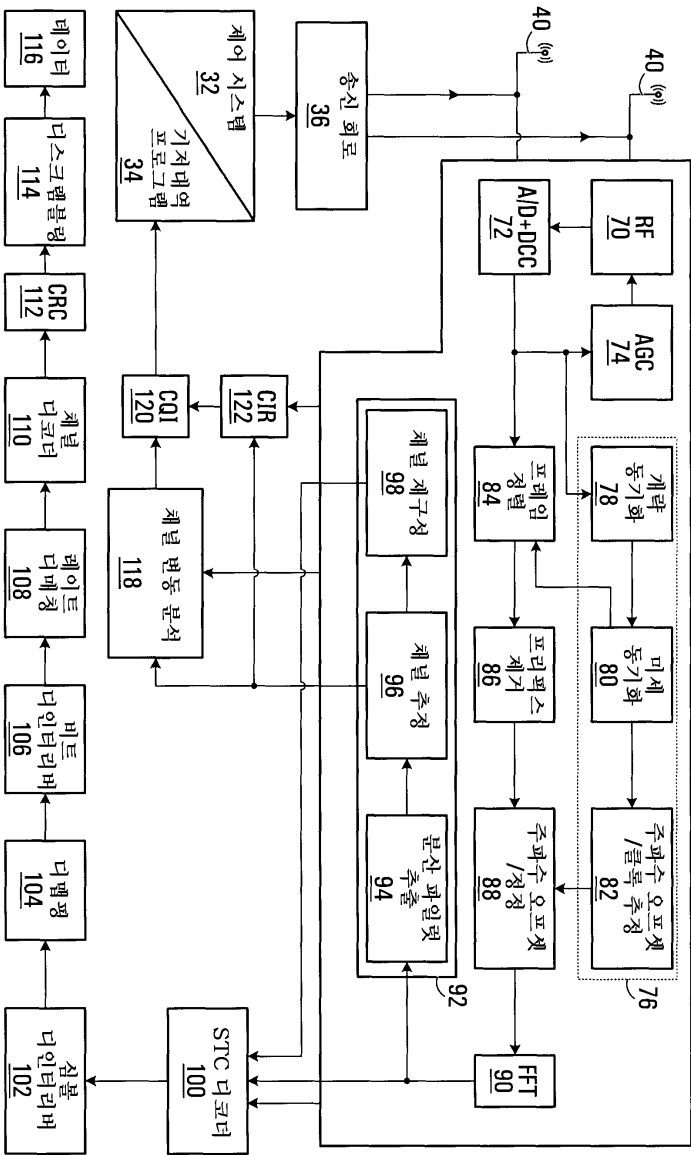 40
40
RF
70
AGC
74
A/D+DCC
72
개략
동기화
78
미세
동기화
80
주파수 오프셋
/클록 추정
82
76
프레임
정렬
84
프리픽스
제거
86
주파수 오프셋
/정정
88
FFT
90
채널 재구성
98
채널 추정
96
분산 파일럿
추출
94
92
송신 회로
36
제어 시스템
32
기저대역
프로그램
34
CIR
122
CQI
120
채널 변동 분석
118
STC 디코더
100
데이터
116
디스크램블링
114
CRC
112
채널
디코더
110
레이트
디매칭
108
비트
디인터리버
106
디맵핑
104
심볼
디인터리버
102